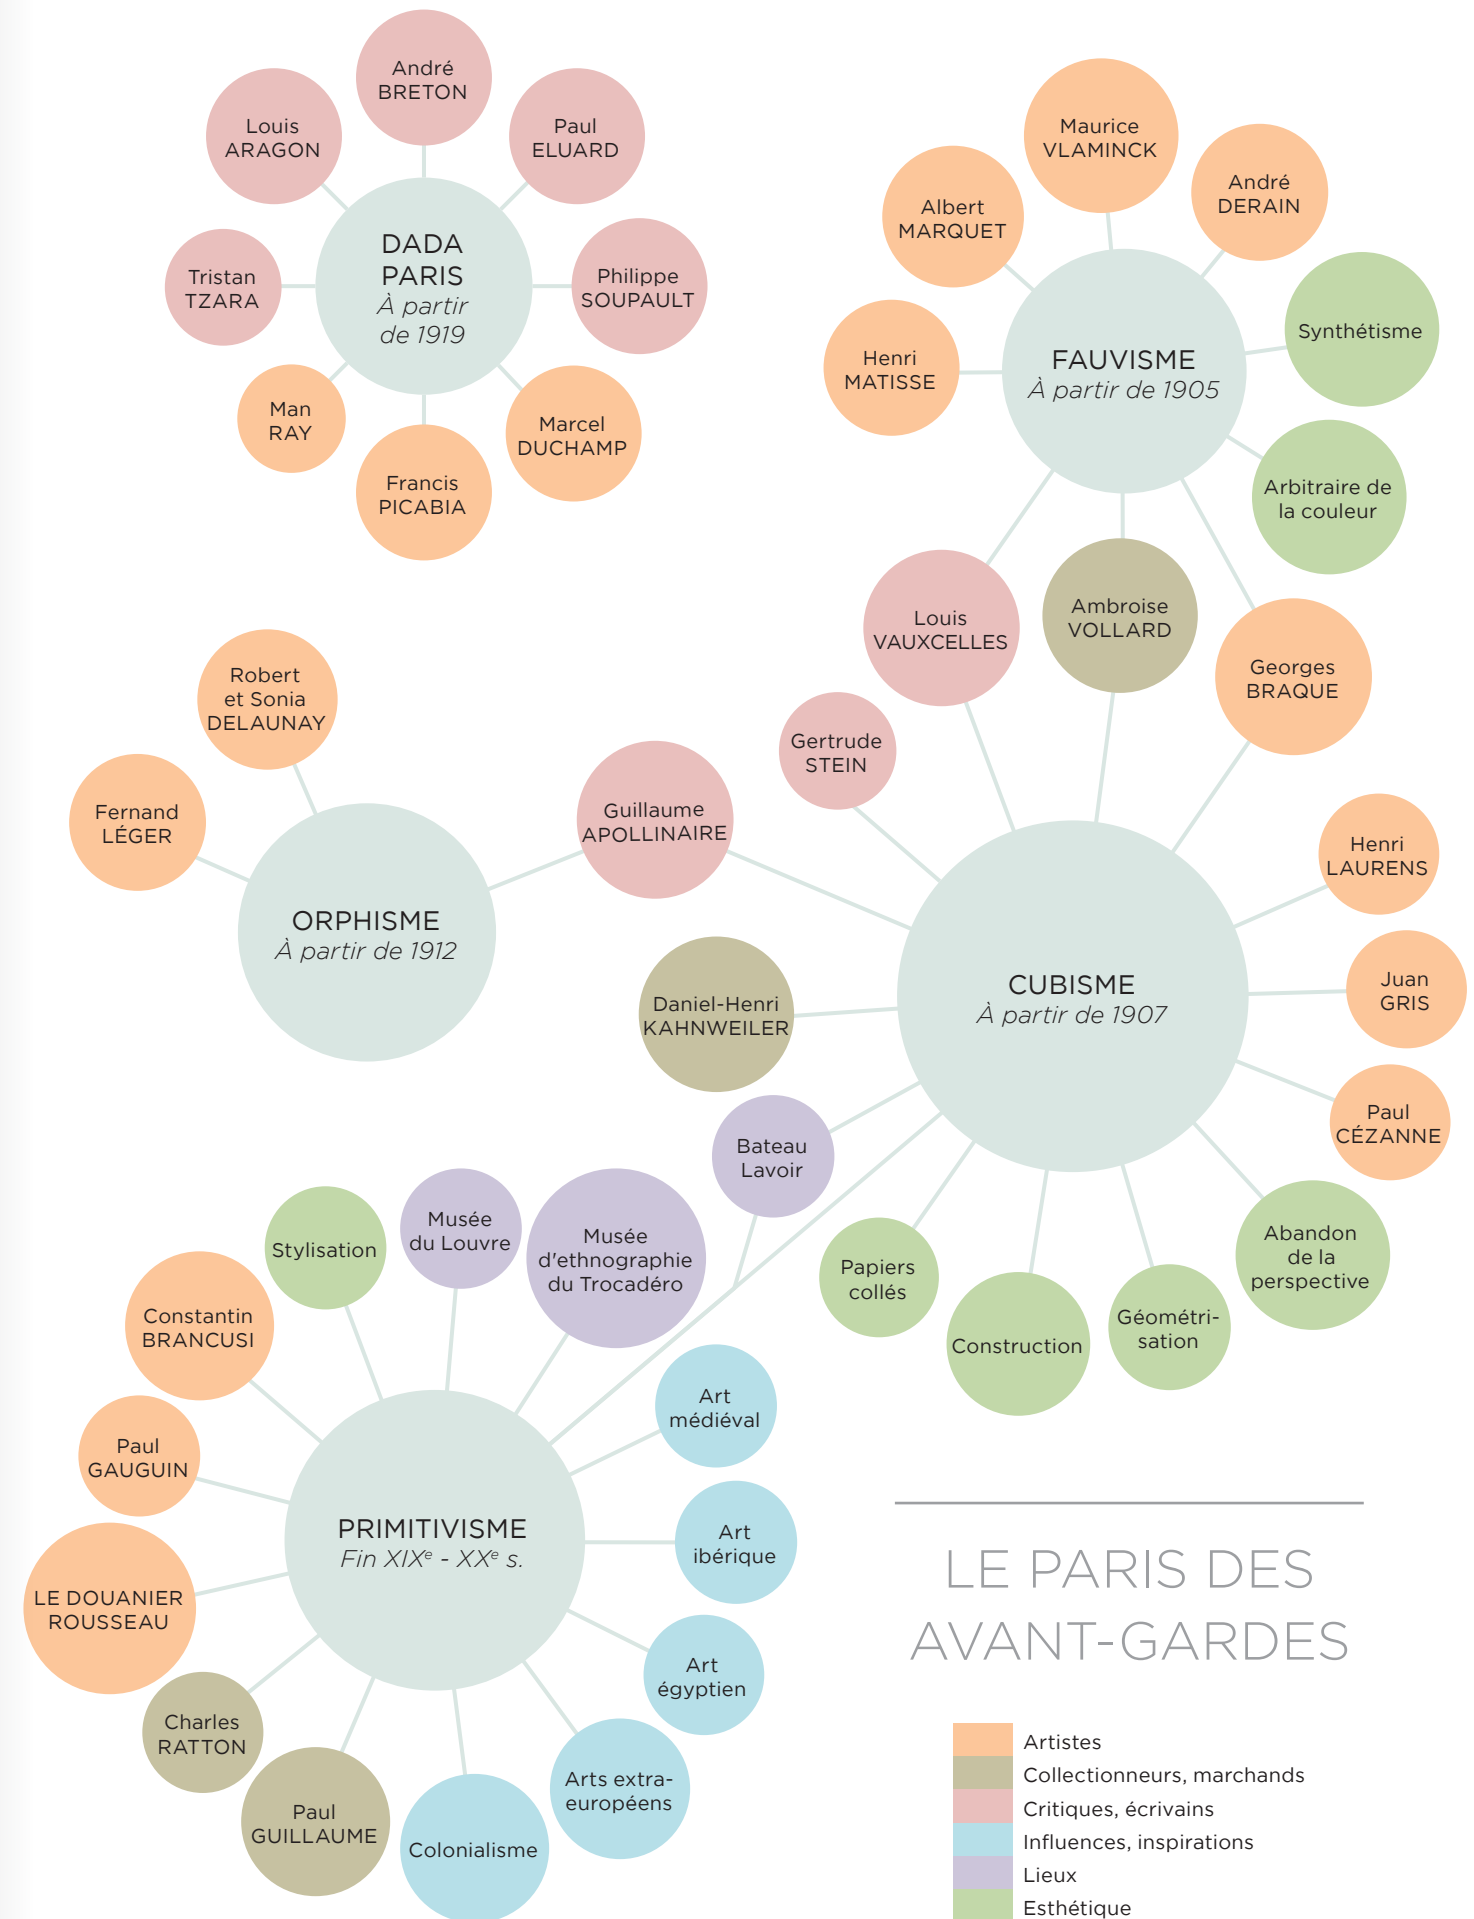 André
BRETON
Louis
ARAGON
Paul
ELUARD
DADA
PARIS
À partir
de 1919
Tristan
TZARA
Philippe
SOUPAULT
Man
RAY
Marcel
DUCHAMP
Francis
PICABIA
Maurice
VLAMINCK
Albert
MARQUET
André
DERAIN
Henri
MATISSE
FAUVISME
À partir de 1905
Synthétisme
Arbitraire de
la couleur
Louis
VAUXCELLES
Ambroise
VOLLARD
Georges
BRAQUE
Robert
et Sonia
DELAUNAY
Fernand
LÉGER
Guillaume
APOLLINAIRE
Gertrude
STEIN
ORPHISME
À partir de 1912
Henri
LAURENS
Juan
GRIS
Paul
CÉZANNE
CUBISME
À partir de 1907
Daniel-Henri
KAHNWEILER
Bateau
Lavoir
Papiers
collés
Construction
Géométri-
sation
Abandon
de la
perspective
Stylisation
Musée
du Louvre
Musée
d'ethnographie
du Trocadéro
Constantin
BRANCUSI
Paul
GAUGUIN
LE DOUANIER
ROUSSEAU
PRIMITIVISME
Fin XIXe - XXe s.
Art
médiéval
Art
ibérique
Art
égyptien
Arts extra-
européens
Colonialisme
Paul
GUILLAUME
Charles
RATTON
LE PARIS DES
AVANT-GARDES
Artistes
Collectionneurs, marchands
Critiques, écrivains
Influences, inspirations
Lieux
Esthétique